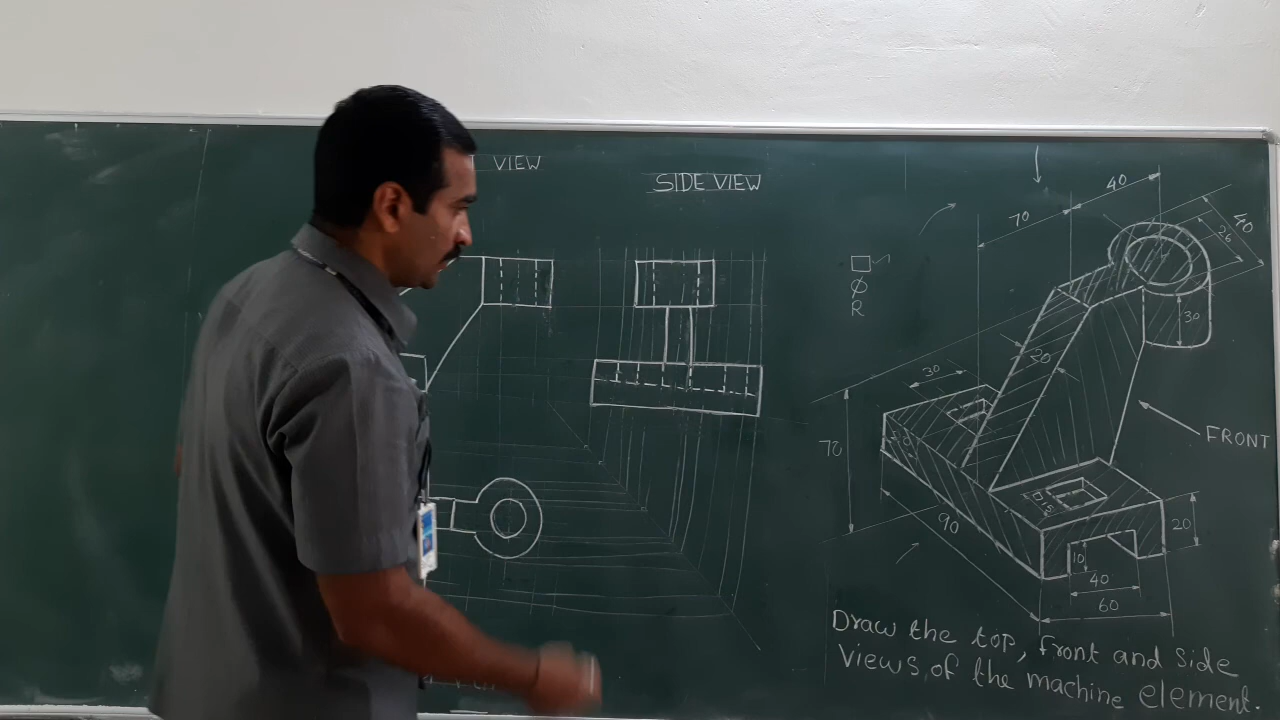 VIEW
SIDE VIEW
40
70
40
26
Φ
R
30
20
30
FRONT
70
90
15
20
10
40
60
Draw the top, front and side
views of the machine element.